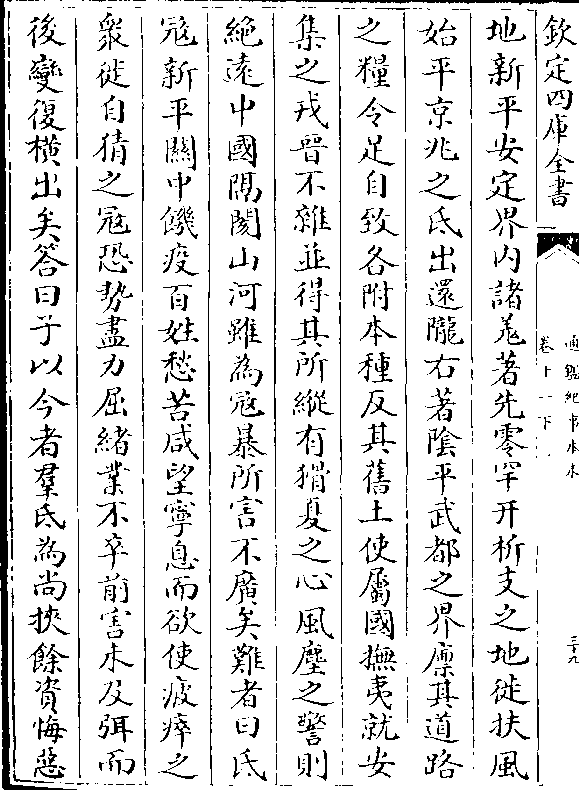 欽定四庫全書
通鑑紀事本末
卷十一下
三十九
地新平安定界内諸羌著先零罕幵析支之地徙扶風
始平京兆之氐出還隴右著陰平武都之界廪其道路
之糧令足自致各附本種反其舊土使屬國撫夷就安
集之戎晉不雜並得其所縱有猾夏之心風塵之警則
絶逺中國隔閡山河雖為冦暴所害不廣矣難者曰氐
冦新平關中饑疫百姓愁苦咸望寧息而欲使疲瘁之
衆徙自猜之冦恐勢盡力屈緒業不卒前害未及弭而
後變復横出矣答曰子以今者羣氐為尚挾餘資悔惡